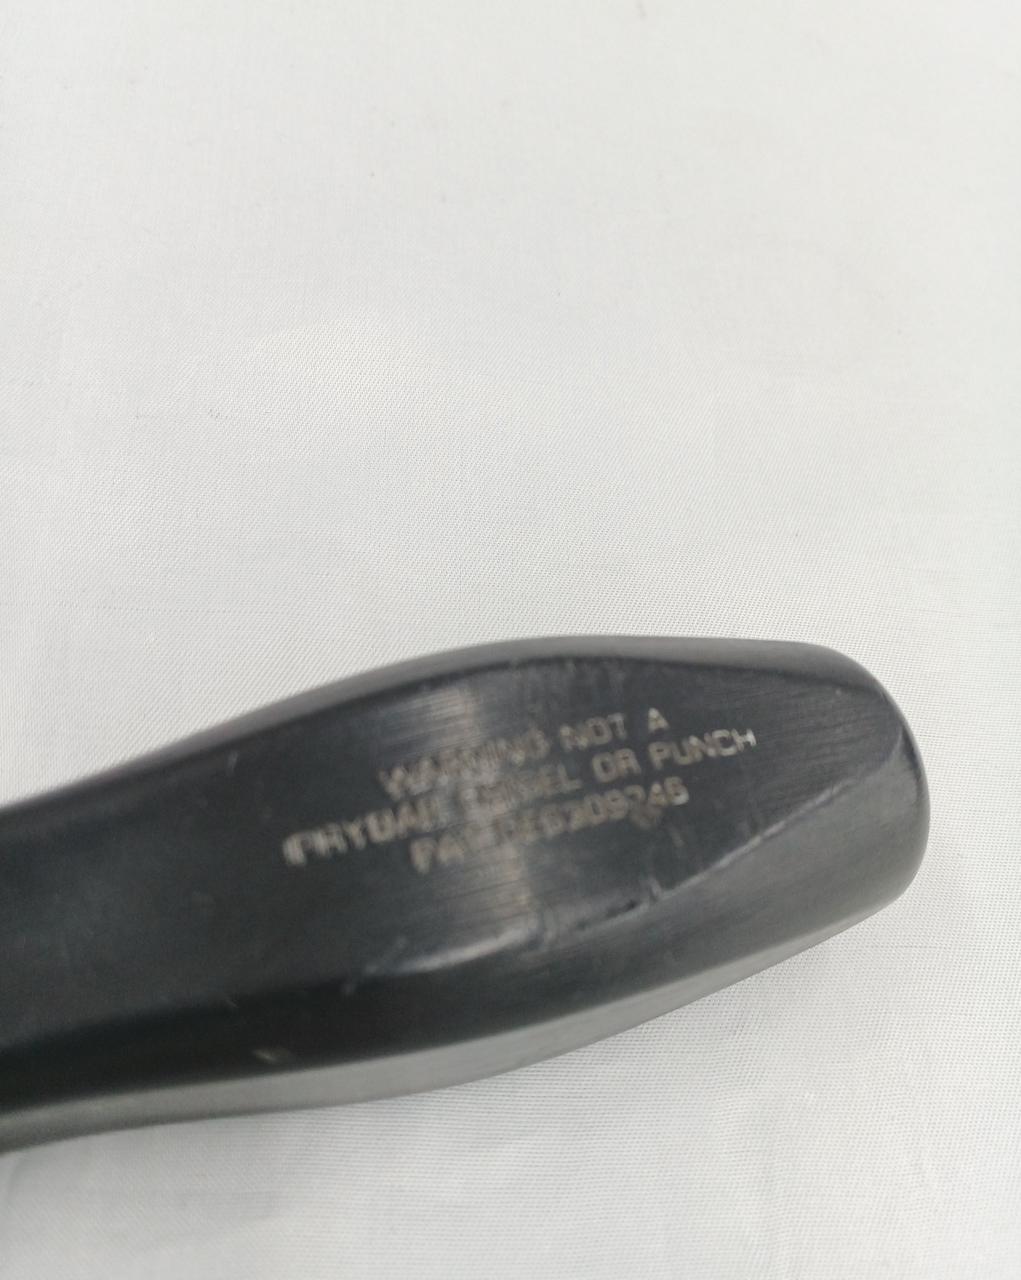 WARNING NOT A
PRYBAR CHISEL OR PUNCH